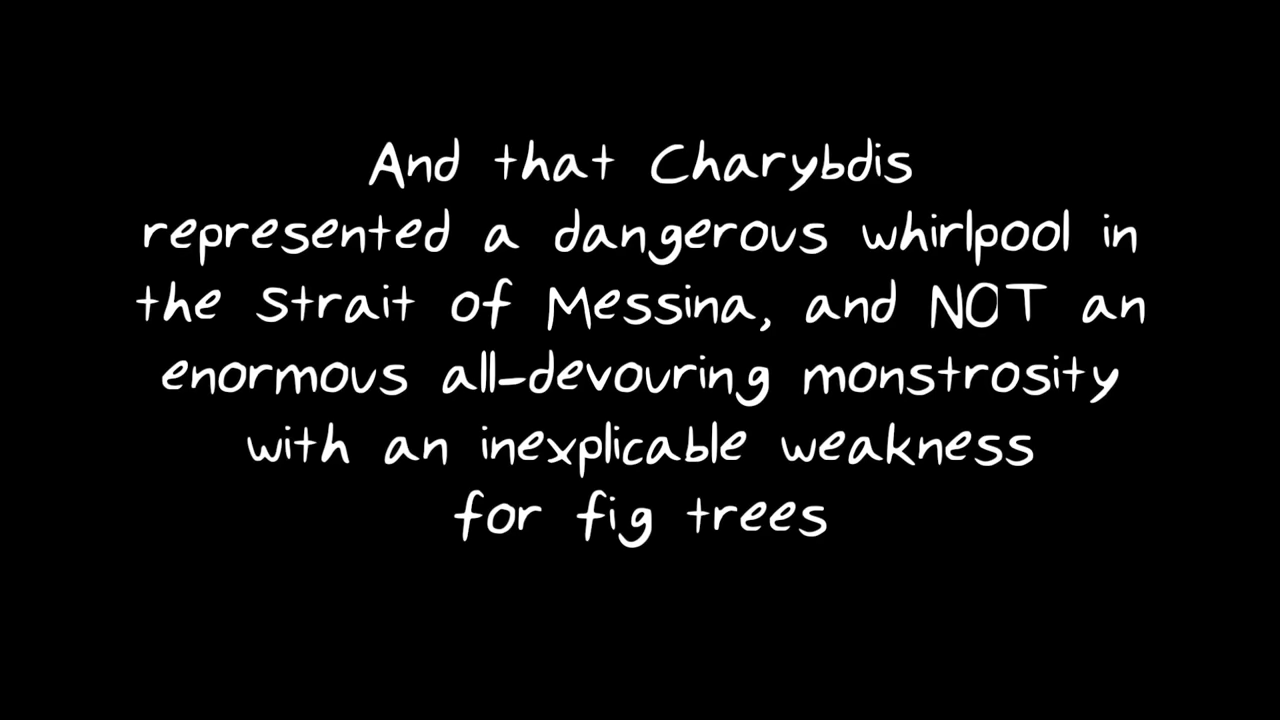 And that Charybdis
represented a dangerous whirlpool in
the Strait of Messina, and NOT an
enormous all-devouring monstrosity
with an inexplicable weakness
for fig trees